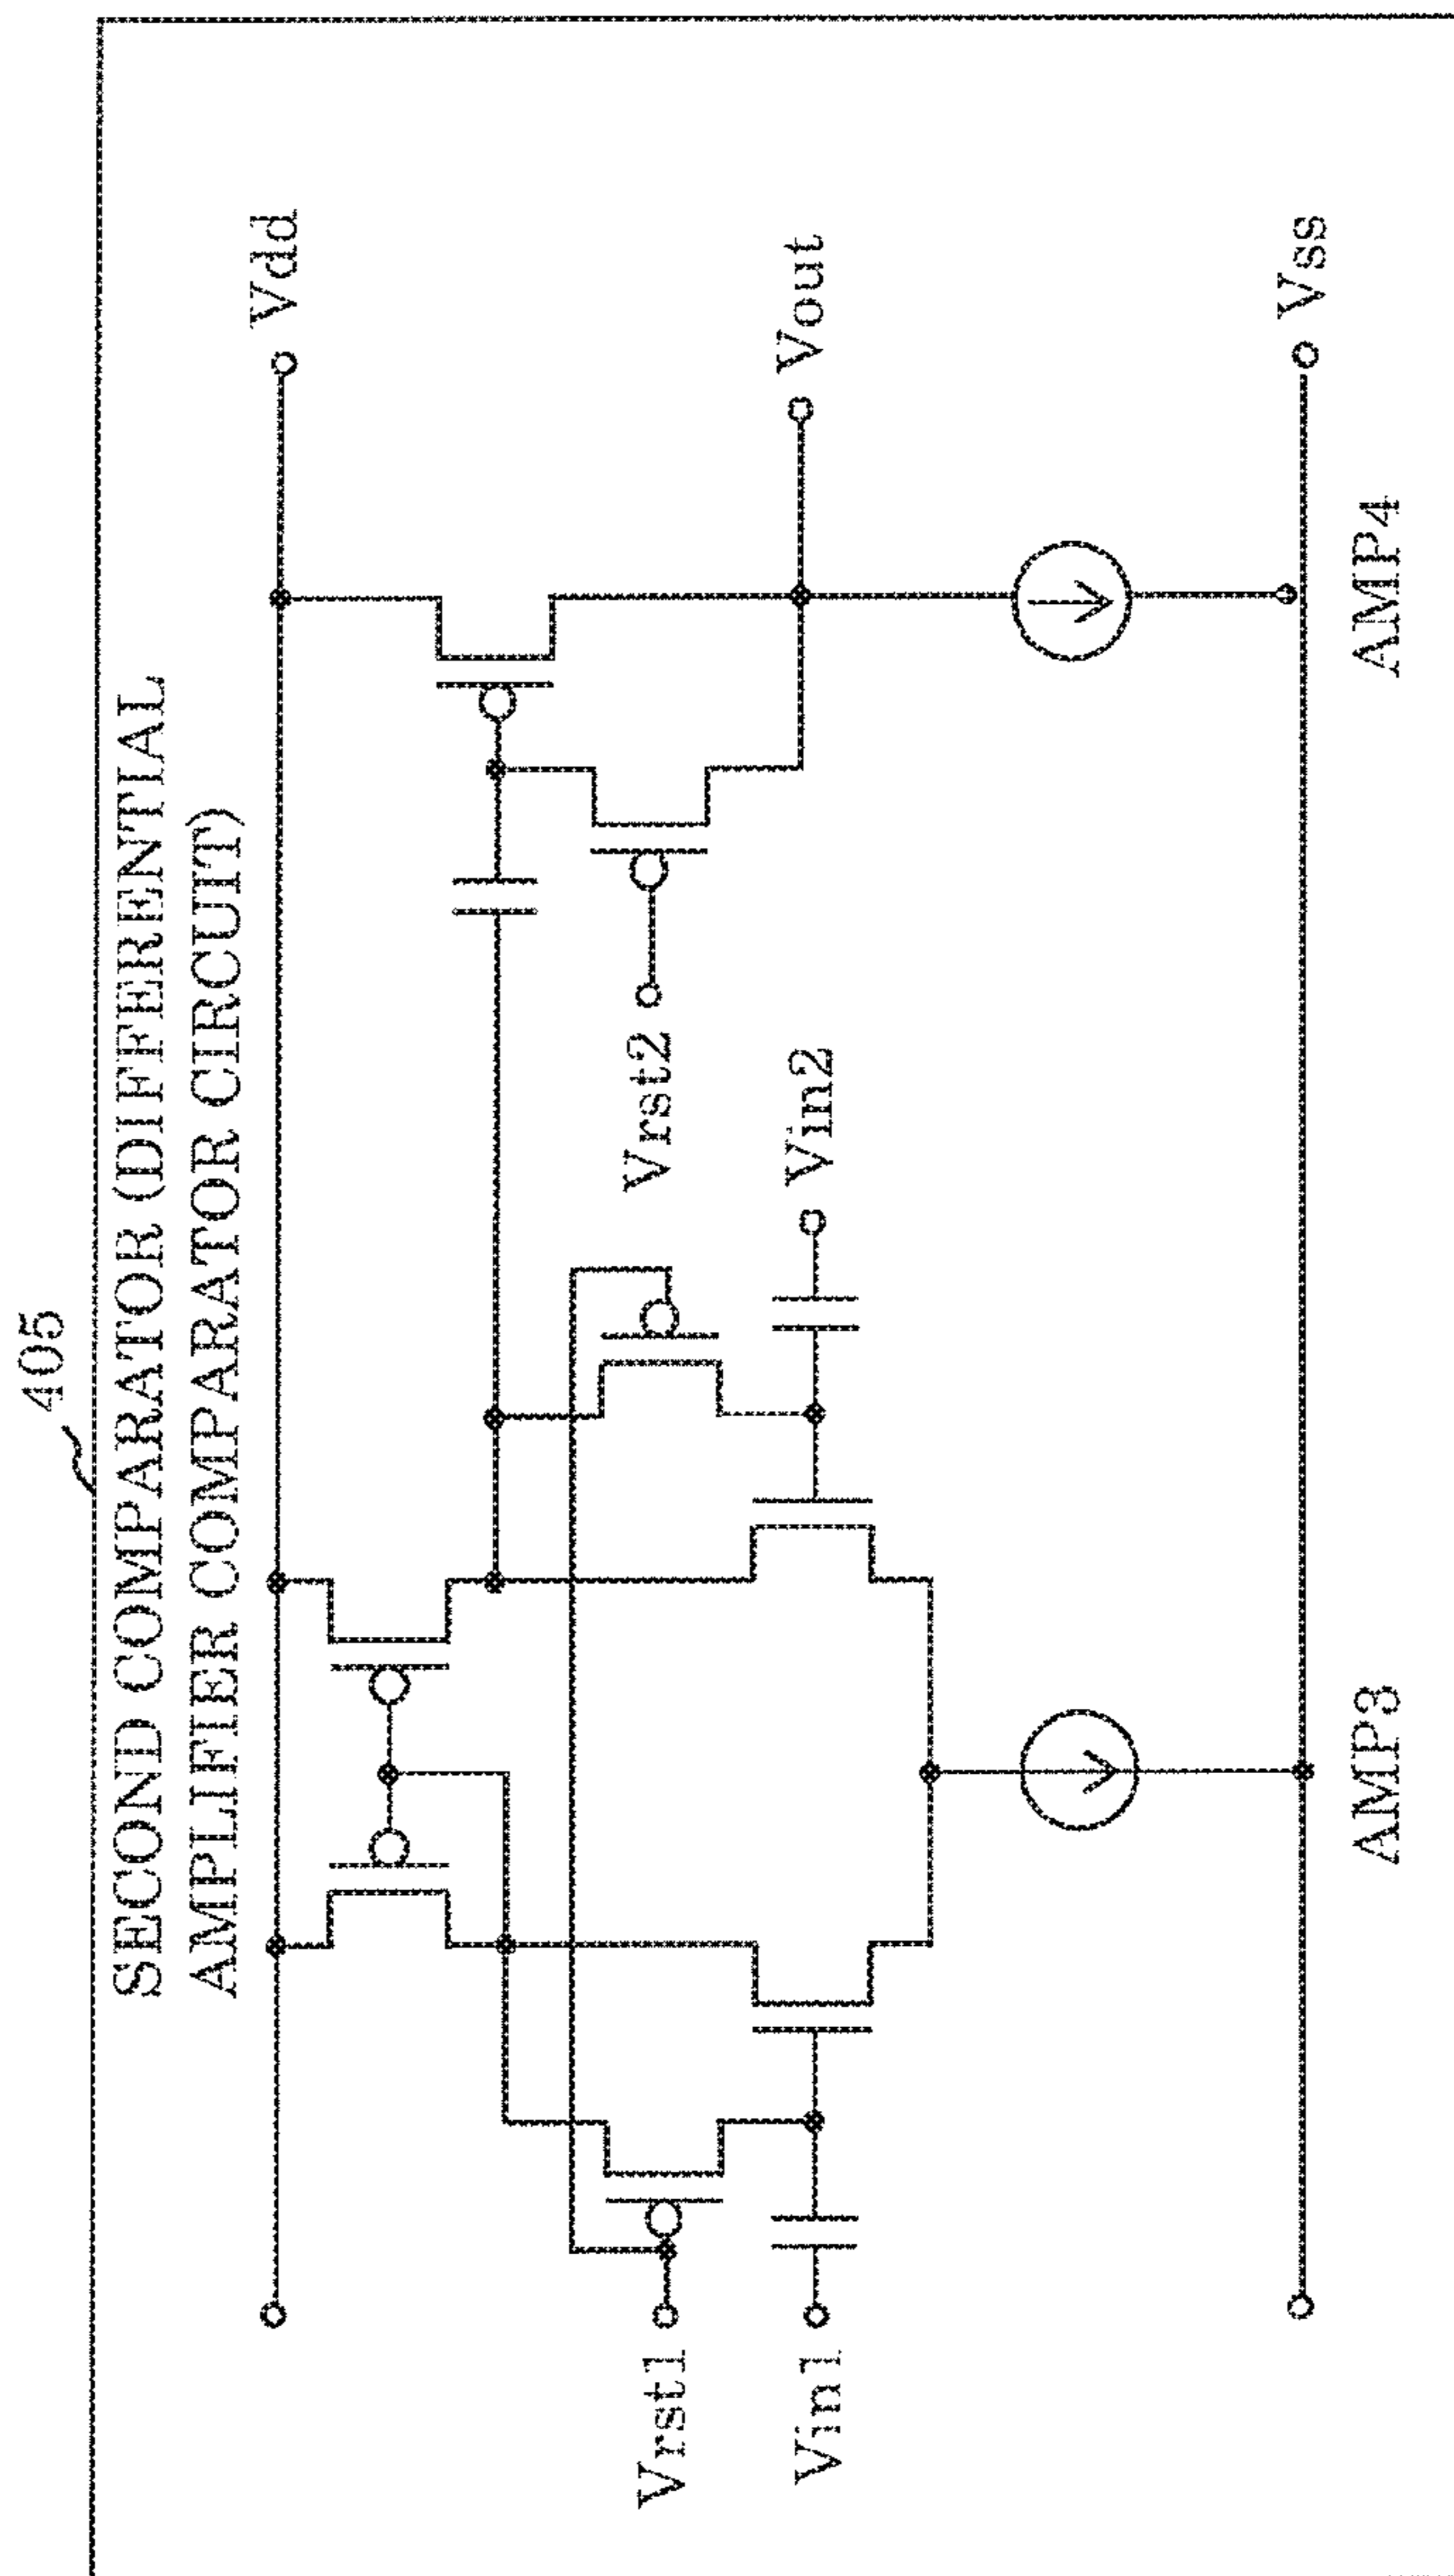 405
SECOND COMPARATOR (DIFFERENTIAL
AMPLIFIER COMPARATOR CIRCUIT)
Vdd
Vrst1
Vrst2
Vin1
Vin2
Vout
Vss
AMP3
AMP4